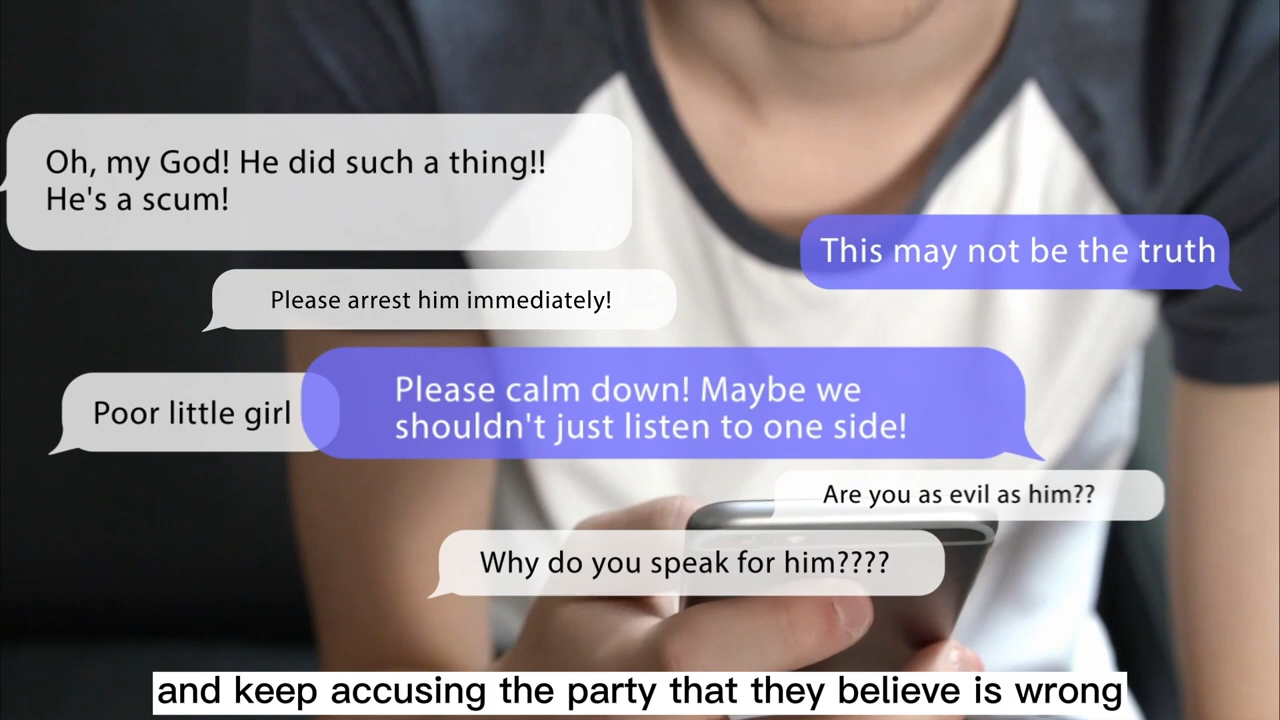 Oh, my God! He did such a thing!!
He's a scum!
This may not be the truth
Please arrest him immediately!
Poor little girl
Please calm down! Maybe we
shouldn't just listen to one side!
Are you as evil as him??
Why do you speak for him????
and keep accusing the party that they believe is wrong